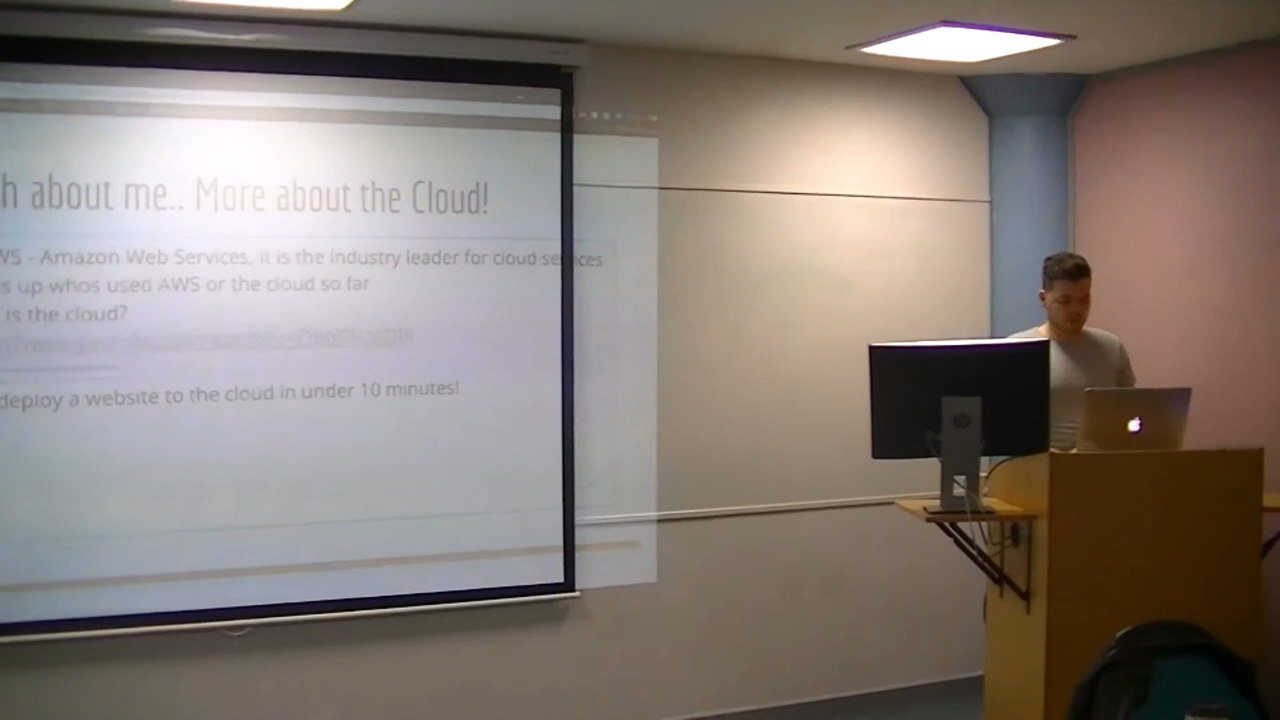 h about me.. More about the Cloud!
WS - Amazon Web Services, it is the industry leader for cloud services
s up whos used AWS or the cloud so far
is the cloud?
deploy a website to the cloud in under 10 minutes!